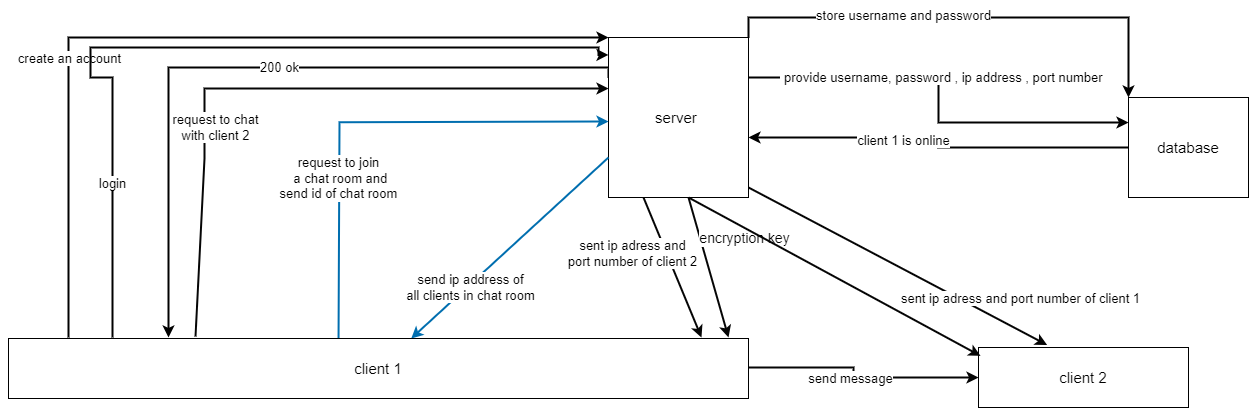 store username and password
create an account
200 ok
provide username, password , ip address , port number
request to chat
with client 2
server
client 1 is online
database
request to join
a chat room and
send id of chat room
login
encryption key
sent ip adress and
port number of client 2
send ip address of
all clients in chat room
sent ip adress and port number of client 1
client 1
send message
client 2